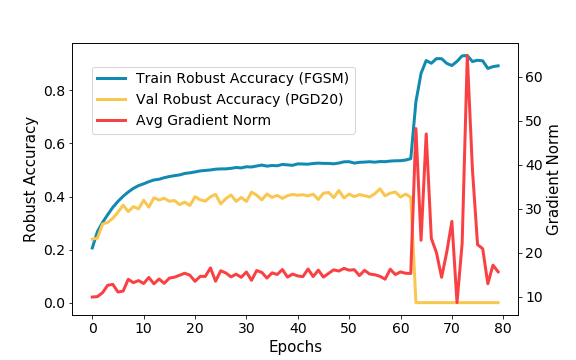 Train Robust Accuracy (FGSM)
Val Robust Accuracy (PGD20)
Avg Gradient Norm
Robust Accuracy
0.8
0.6
0.4
0.2
0.0
60
50
40
30
20
10
Gradient Norm
0 10 20 30 40 50 60 70 80
Epochs